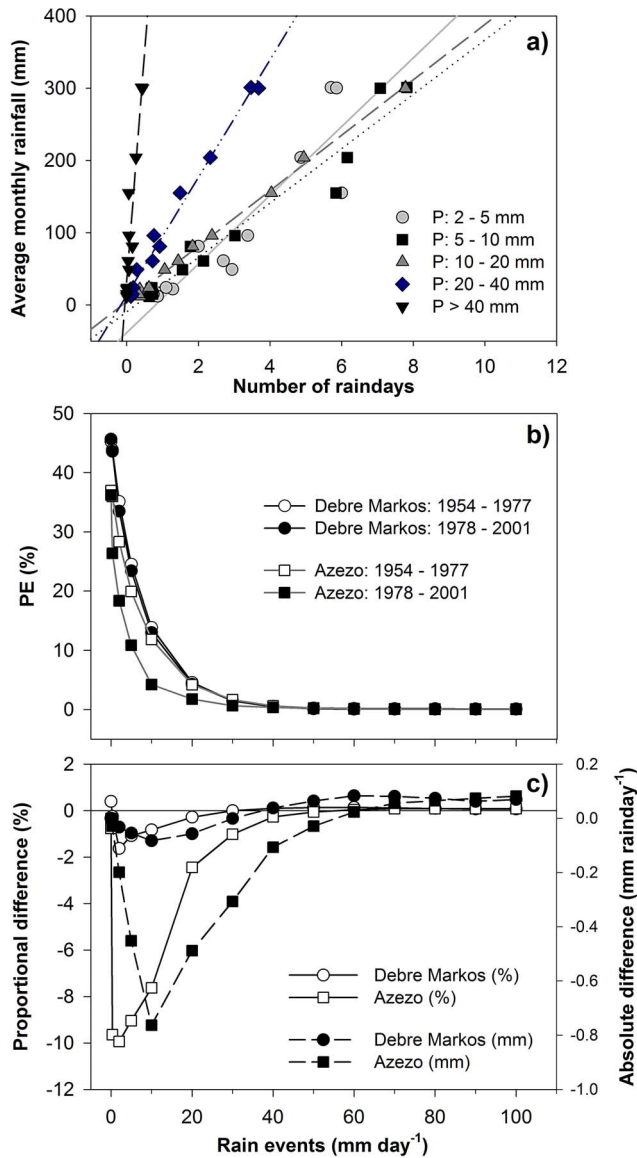 400
300
200
100
0
Average monthly rainfall (mm)
a)
P: 2 - 5 mm
P: 5 - 10 mm
P: 10 - 20 mm
P: 20 - 40 mm
P > 40 mm
0 2 4 6 8 10 12
Number of raindays
50
40
30
20
10
0
PE (%)
b)
Debre Markos: 1954 - 1977
Debre Markos: 1978 - 2001
Azezo: 1954 - 1977
Azezo: 1978 - 2001
2
0
-2
-4
-6
-8
-10
-12
Proportional difference (%)
c)
0.2
0.0
-0.2
-0.4
-0.6
-0.8
-1.0
Absolute difference (mm rainday⁻¹)
Debre Markos (%)
Azezo (%)
Debre Markos (mm)
Azezo (mm)
0 20 40 60 80 100
Rain events (mm day⁻¹)